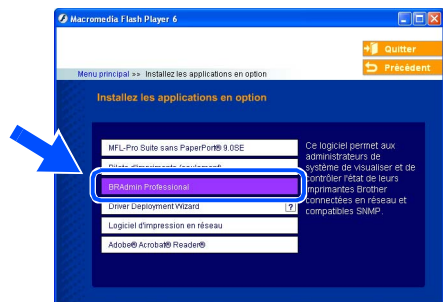 Macromedia Flash Player 6
Quitter
Précédent
Menu principal »» Installez les applications en option
Installez les applications en option
MFL-Pro Suite sans PaperPort® 9.0SE
BRAdmin Professional
Driver Deployment Wizard ?
Logiciel d'impression en réseau
Adobe® Acrobat® Reader®
Ce logiciel permet aux
administrateurs de
système de visualiser et de
contrôler l'état de leurs
imprimantes Brother
connectées en réseau et
compatibles SNMP.